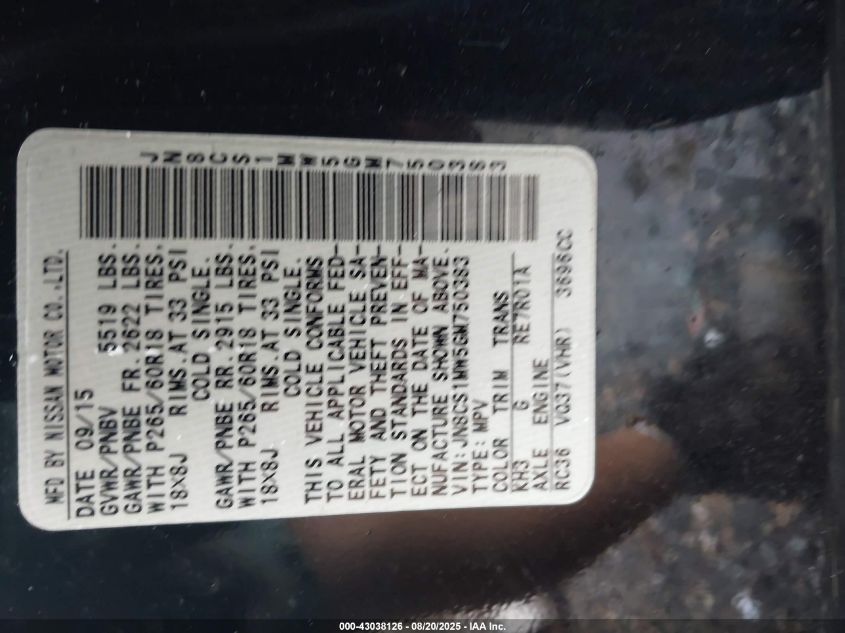 MFD BY NISSAN MOTOR CO.,LTD.
DATE 09/15
GVWR/PNBV 5519 LBS.
GAWR/PNBE FR. 2622 LBS.
WITH P265/60R18 TIRES,
18×8J RIMS.AT 33 PSI
COLD SINGLE.
GAWR/PNBE RR. 2915 LBS.
WITH P265/60R18 TIRES,
18×8J RIMS.AT 33 PSI
COLD SINGLE.
THIS VEHICLE CONFORMS
TO ALL APPLICABLE FED-
ERAL MOTOR VEHICLE SA-
FETY AND THEFT PREVEN-
TION STANDARDS IN EFF-
ECT ON THE DATE OF MA-
NUFACTURE SHOWN ABOVE.
VIN: JN8CS1MW5GM750383
TYPE: MPV
COLOR TRIM TRANS
KH3 G RE7R01A
AXLE ENGINE
RC36 VQ37(VHR) 3696CC
JN8CS1MW5GM750383
000-43038126 - 08/20/2025 - IAA Inc.